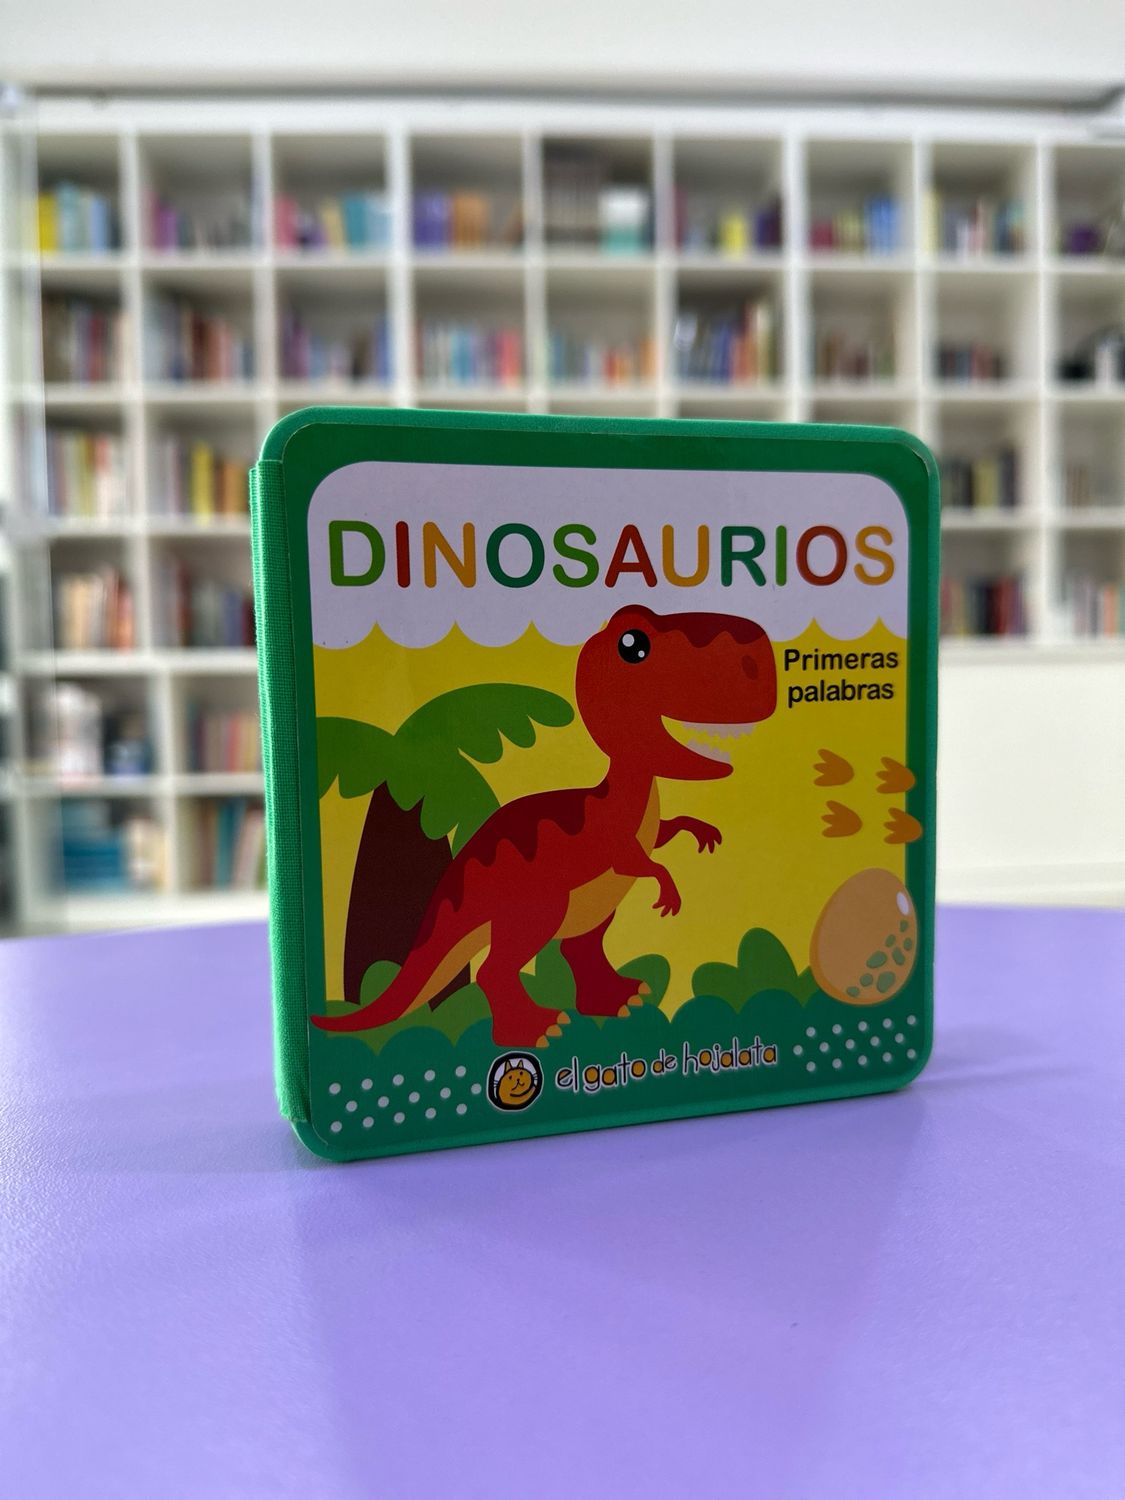 DINOSAURIOS
Primeras
palabras
el gato de hojalata